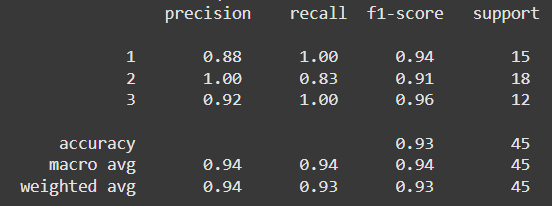 precision recall f1-score support
1 0.88 1.00 0.94 15
2 1.00 0.83 0.91 18
3 0.92 1.00 0.96 12
accuracy 0.93 45
macro avg 0.94 0.94 0.94 45
weighted avg 0.94 0.93 0.93 45